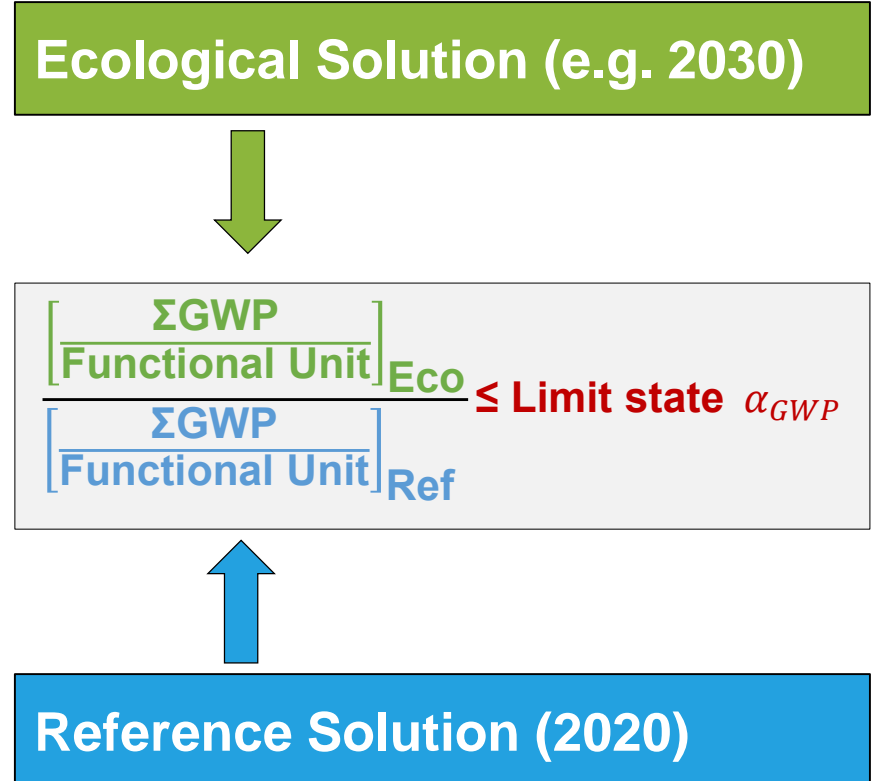 Ecological Solution (e.g. 2030)
ΣGWP
Functional Unit
Eco
≤ Limit state α_GWP
ΣGWP
Functional Unit
Ref
Reference Solution (2020)